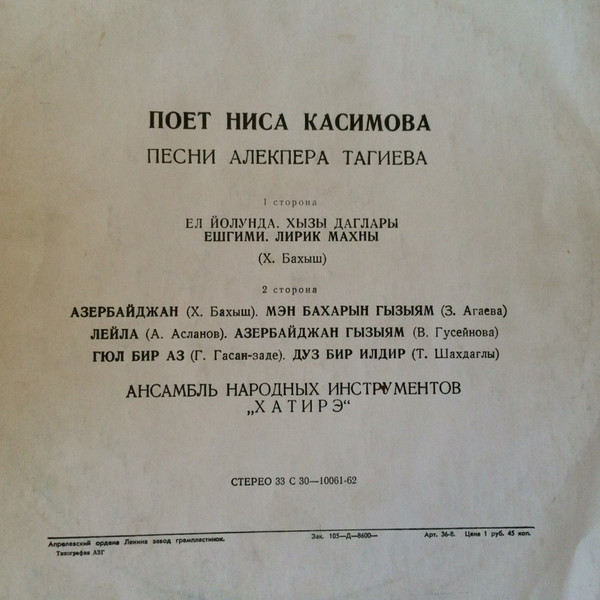 ПОЕТ НИСА КАСИМОВА
ПЕСНИ АЛЕКПЕРА ТАГИЕВА
1 сторона
ЕЛ ЙОЛУНДА. ХЫЗЫ ДАГЛАРЫ
ЕШГИМИ. ЛИРИК МАХНЫ
(Х. Бахыш)
2 сторона
АЗЕРБАЙДЖАН (Х. Бахыш). МЭН БАХАРЫН ГЫЗЫЯМ (З. Агаева)
ЛЕЙЛА (А. Асланов). АЗЕРБАЙДЖАН ГЫЗЫЯМ (В. Гусейнова)
ГЮЛ БИР АЗ (Г. Гасан-заде). ДУЗ БИР ИЛДИР (Т. Шахдаглы)
АНСАМБЛЬ НАРОДНЫХ ИНСТРУМЕНТОВ
„ХАТИРЭ“
СТЕРЕО 33 С 30—10061-62
Апрелевский ордена Ленина завод грампластинок. Зак. 105—Д—8600— Арт. 36-8. Цена 1 руб. 45 коп.
Типография АЗГ